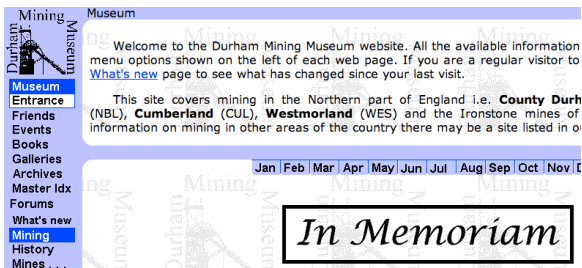 Durham Mining Museum
Museum
Museum
Entrance
Friends
Events
Books
Galleries
Archives
Master Idx
Forums
What's new
Mining
History
Mines . . .
Welcome to the Durham Mining Museum website. All the available information
menu options shown on the left of each web page. If you are a regular visitor to
What's new page to see what has changed since your last visit.
This site covers mining in the Northern part of England i.e. County Durh
(NBL), Cumberland (CUL), Westmorland (WES) and the Ironstone mines of
information on mining in other areas of the country there may be a site listed in o
Jan Feb Mar Apr May Jun Jul Aug Sep Oct Nov D
In Memoriam